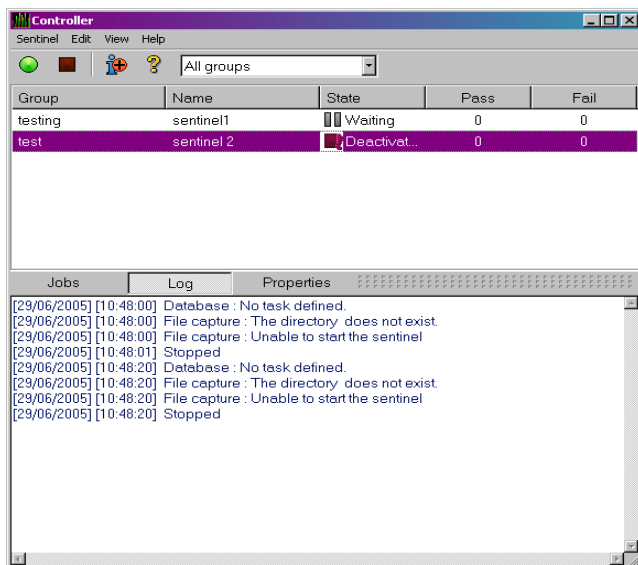 Controller
Sentinel Edit View Help
All groups
Group Name State Pass Fail
testing sentinel1 Waiting 0 0
test sentinel 2 Deactivat... 0 0
Jobs Log Properties
[29/06/2005] [10:48:00] Database : No task defined.
[29/06/2005] [10:48:00] File capture : The directory does not exist.
[29/06/2005] [10:48:00] File capture : Unable to start the sentinel
[29/06/2005] [10:48:01] Stopped
[29/06/2005] [10:48:20] Database : No task defined.
[29/06/2005] [10:48:20] File capture : The directory does not exist.
[29/06/2005] [10:48:20] File capture : Unable to start the sentinel
[29/06/2005] [10:48:20] Stopped